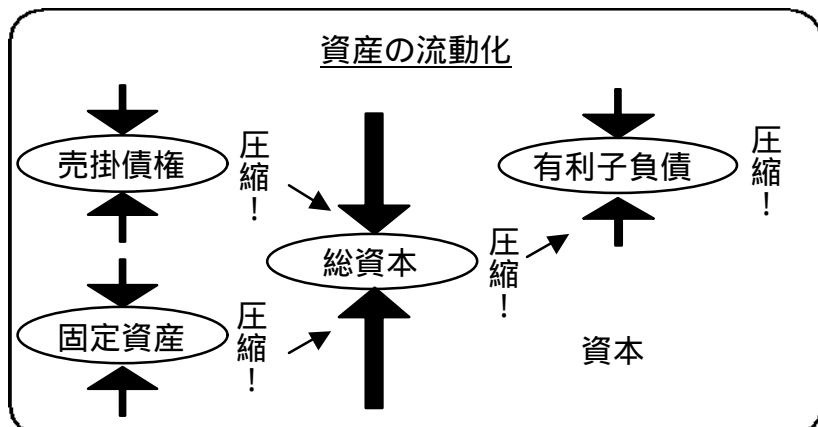 資産の流動化
売掛債権
圧縮！
有利子負債
圧縮！
総資本
圧縮！
固定資産
圧縮！
資本